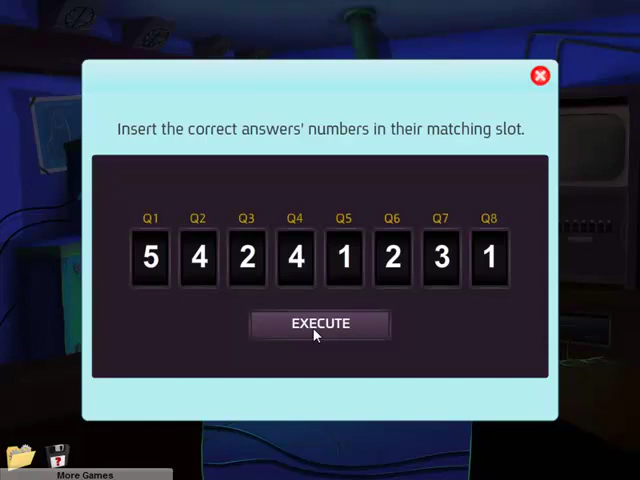 Insert the correct answers' numbers in their matching slot.
Q1 Q2 Q3 Q4 Q5 Q6 Q7 Q8
5 4 2 4 1 2 3 1
EXECUTE
?
More Games